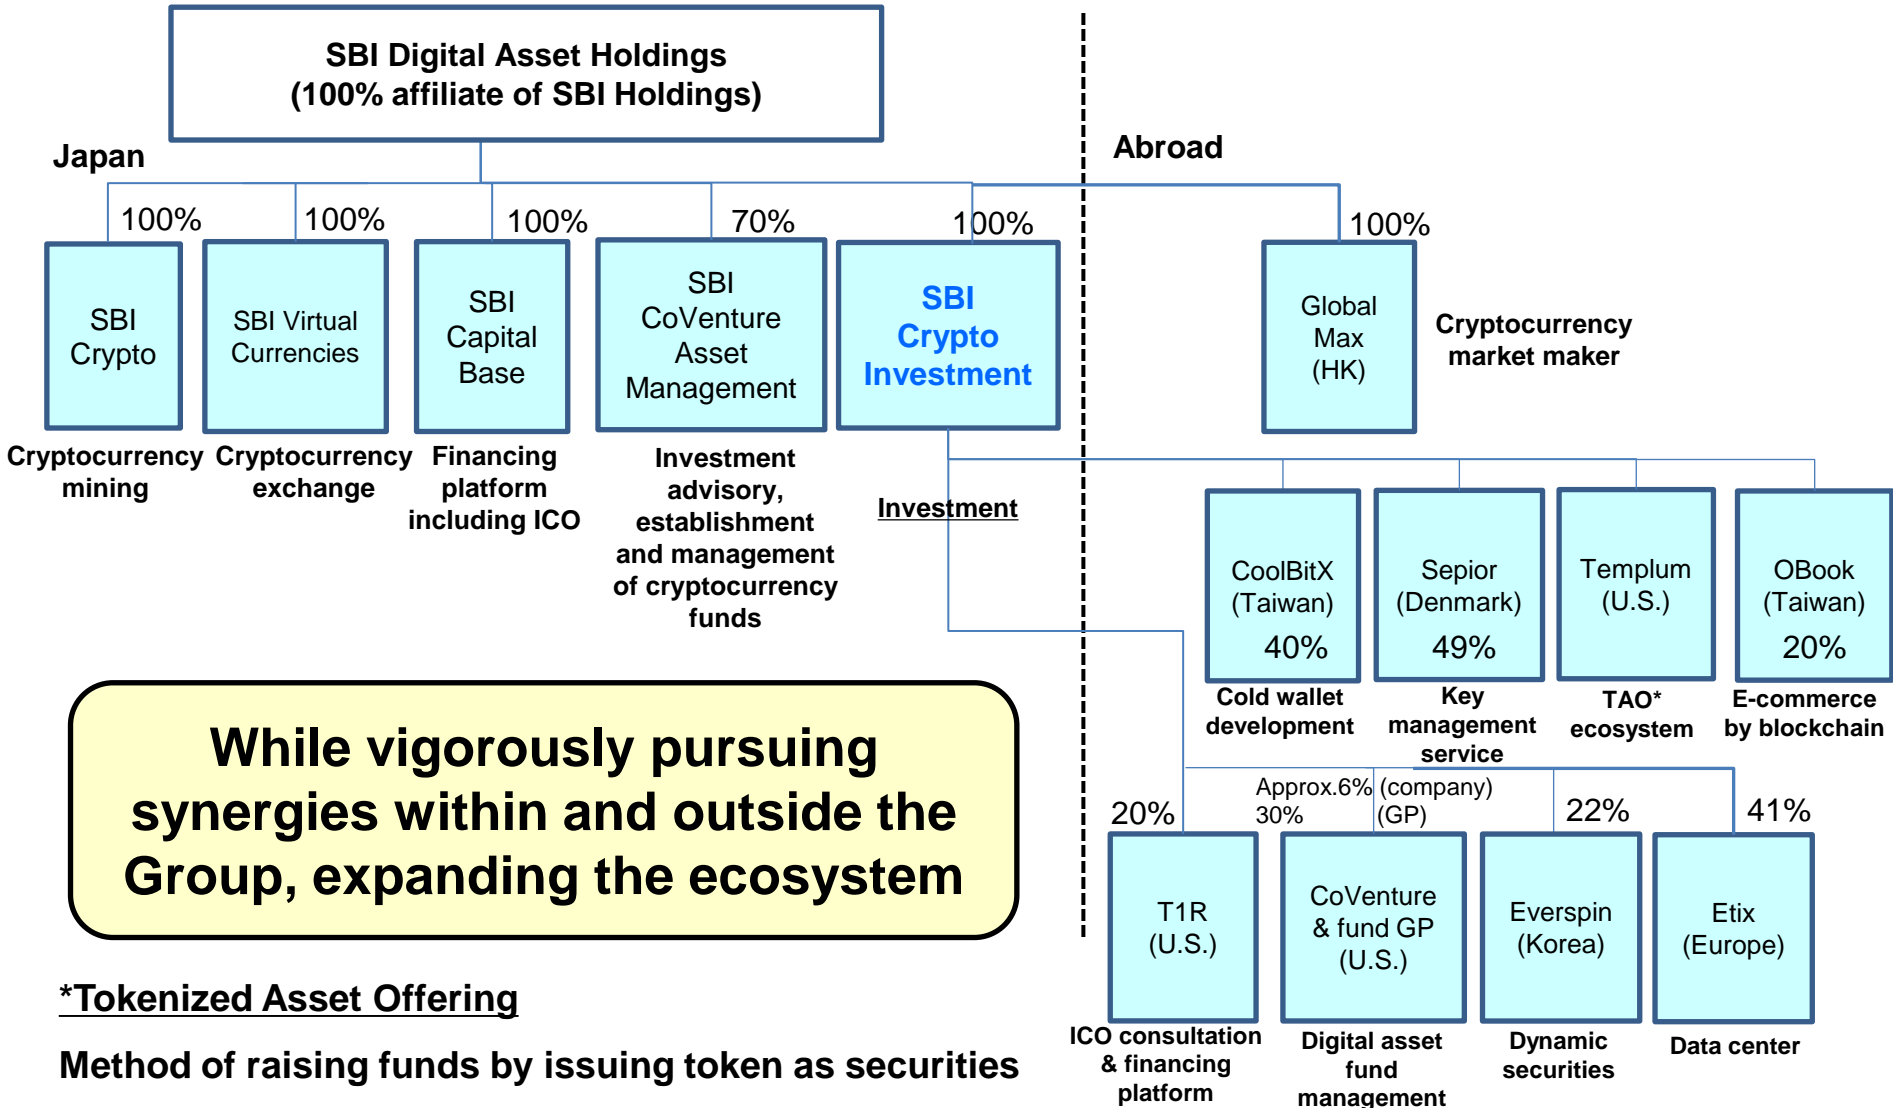 SBI Digital Asset Holdings
(100% affiliate of SBI Holdings)
Japan
Abroad
100%
100%
100%
70%
100%
100%
SBI
Crypto
SBI Virtual
Currencies
SBI
Capital
Base
SBI
CoVenture
Asset
Management
SBI
Crypto
Investment
Global
Max
(HK)
Cryptocurrency
market maker
Cryptocurrency
mining
Cryptocurrency
exchange
Financing
platform
including ICO
Investment
advisory,
establishment
and management
of cryptocurrency
funds
Investment
CoolBitX
(Taiwan)
40%
Sepior
(Denmark)
49%
Templum
(U.S.)
OBook
(Taiwan)
20%
Cold wallet
development
Key
management
service
TAO*
ecosystem
E-commerce
by blockchain
While vigorously pursuing
synergies within and outside the
Group, expanding the ecosystem
20%
Approx.6% (company)
30% (GP)
22%
41%
T1R
(U.S.)
CoVenture
& fund GP
(U.S.)
Everspin
(Korea)
Etix
(Europe)
ICO consultation
& financing
platform
Digital asset
fund
management
Dynamic
securities
Data center
*Tokenized Asset Offering
Method of raising funds by issuing token as securities